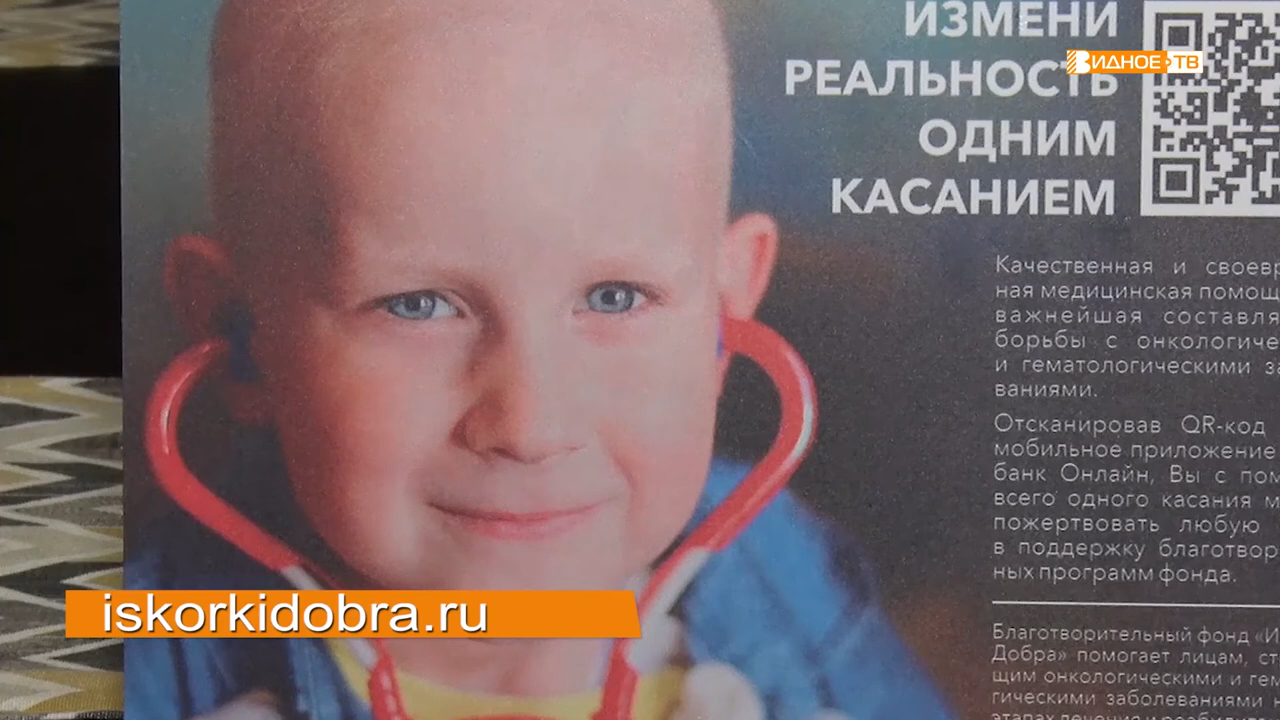 ИЗМЕНИ
РЕАЛЬНОСТЬ
ОДНИМ
КАСАНИЕМ
ВИДНОЕ ТВ
Качественная и своевр
ная медицинская помощ
важнейшая составля
борьбы с онкологиче
и гематологическими за
ваниями.
Отсканировав QR-код
мобильное приложение
банк Онлайн, Вы с пом
всего одного касания м
пожертвовать любую
в поддержку благотвор
ных программ фонда.
Благотворительный фонд «И
Добра» помогает лицам, ст
щим онкологическими и гем
гическими заболеваниями н
iskorkidobra.ru